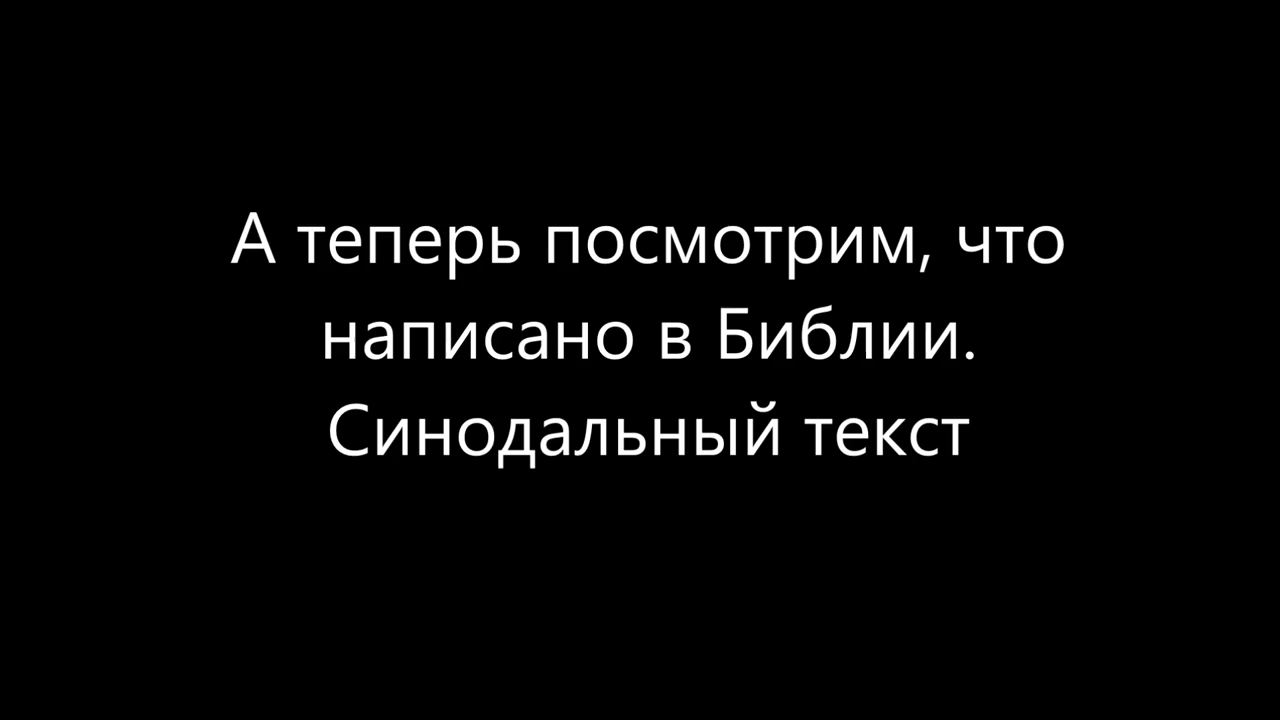 А теперь посмотрим, что
написано в Библии.
Синодальный текст